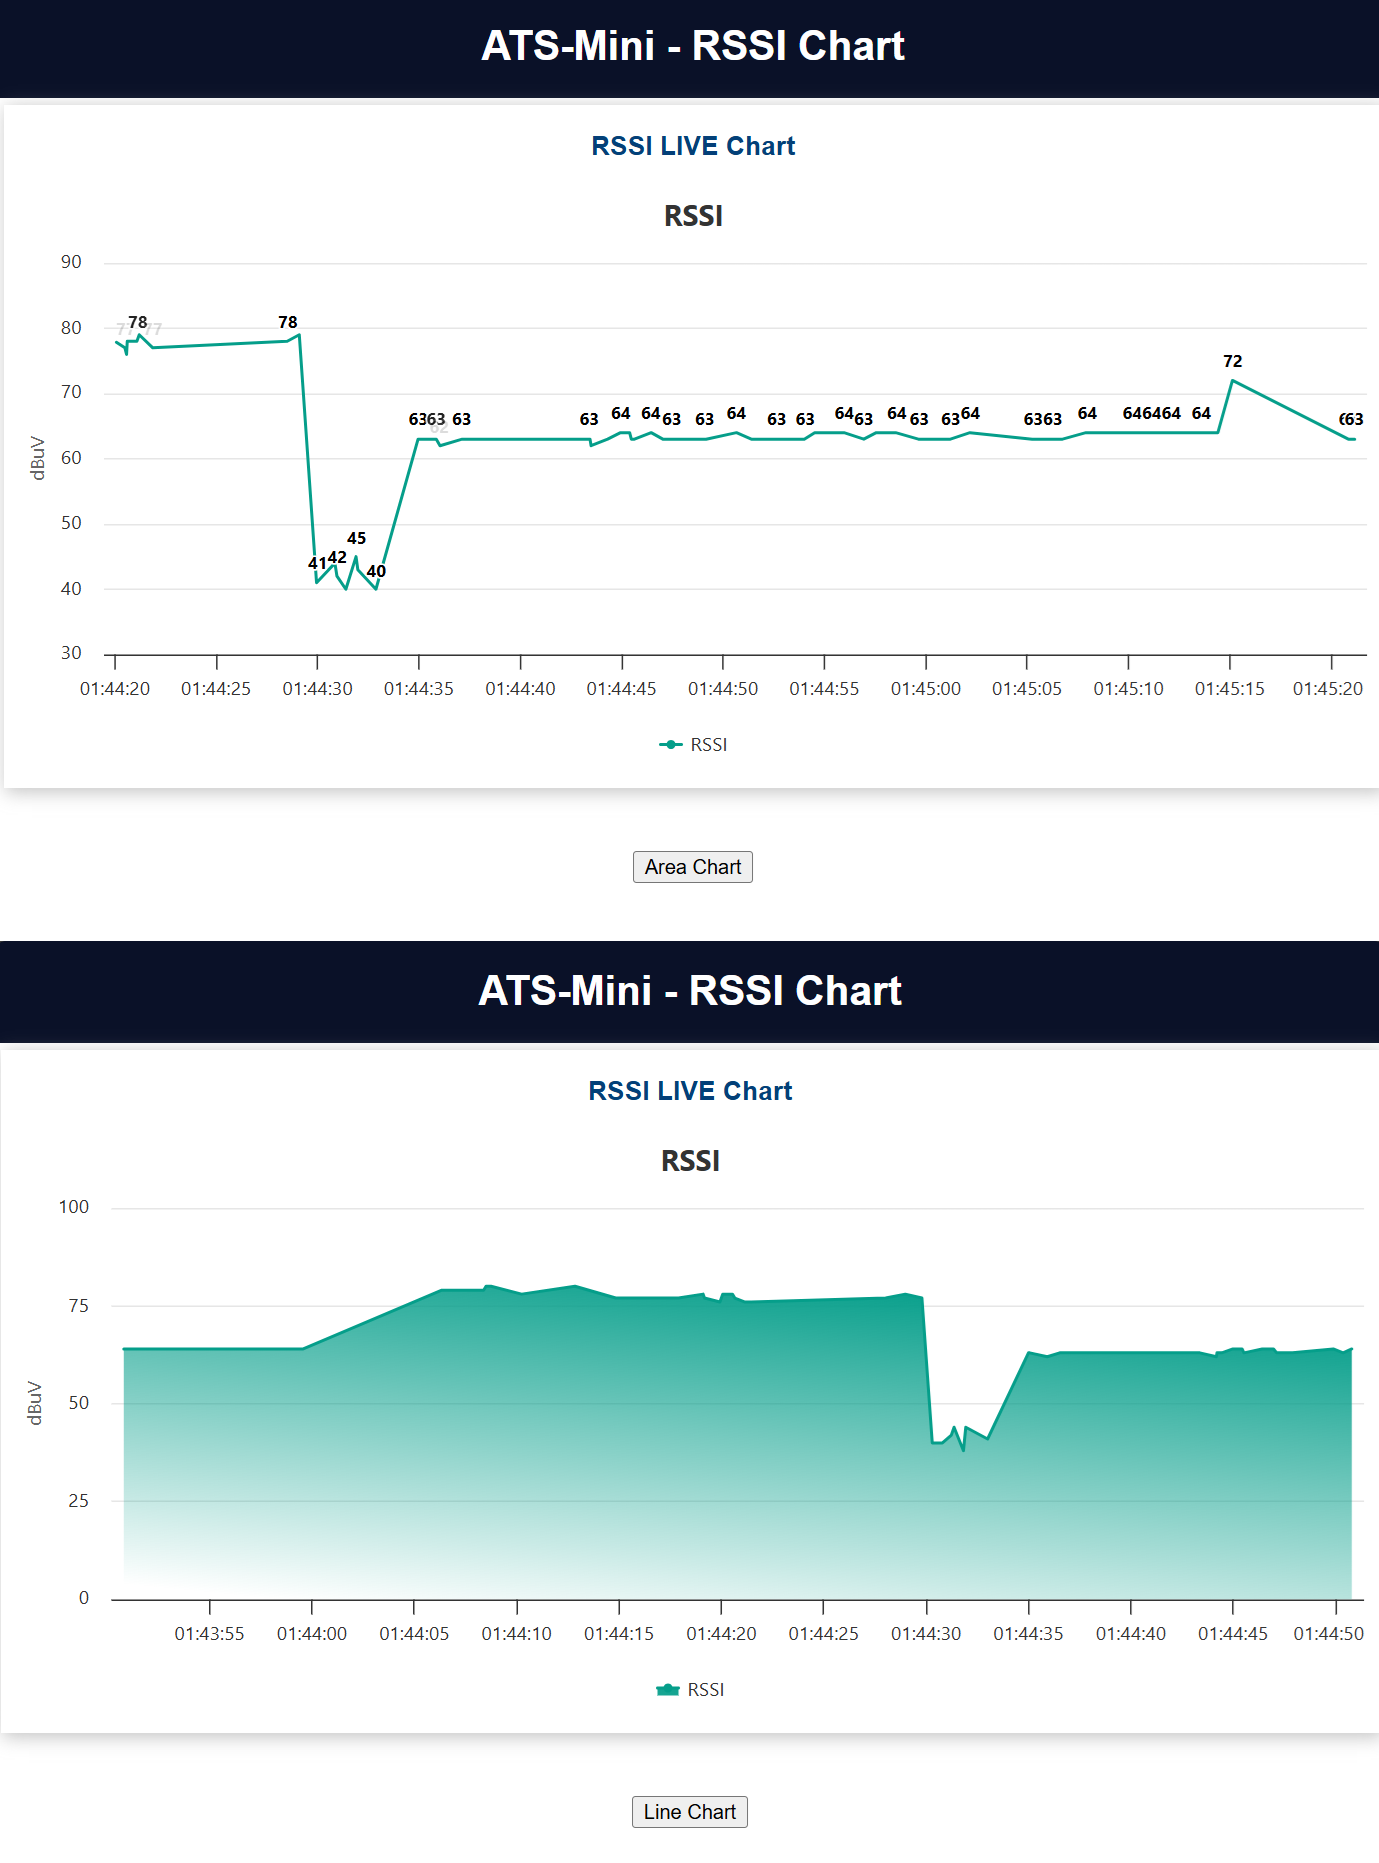 ATS-Mini - RSSI Chart
RSSI LIVE Chart
RSSI
90
80
70
60
50
40
30
dBuV
77 78 77 78 41 42 45 40 63 63 62 63 63 64 64 63 63 64 63 63 64 63 64 63 63 64 63 63 64 64 64 64 64 72 63
01:44:20 01:44:25 01:44:30 01:44:35 01:44:40 01:44:45 01:44:50 01:44:55 01:45:00 01:45:05 01:45:10 01:45:15 01:45:20
RSSI
Area Chart
ATS-Mini - RSSI Chart
RSSI LIVE Chart
RSSI
100
75
50
25
0
dBuV
01:43:55 01:44:00 01:44:05 01:44:10 01:44:15 01:44:20 01:44:25 01:44:30 01:44:35 01:44:40 01:44:45 01:44:50
RSSI
Line Chart